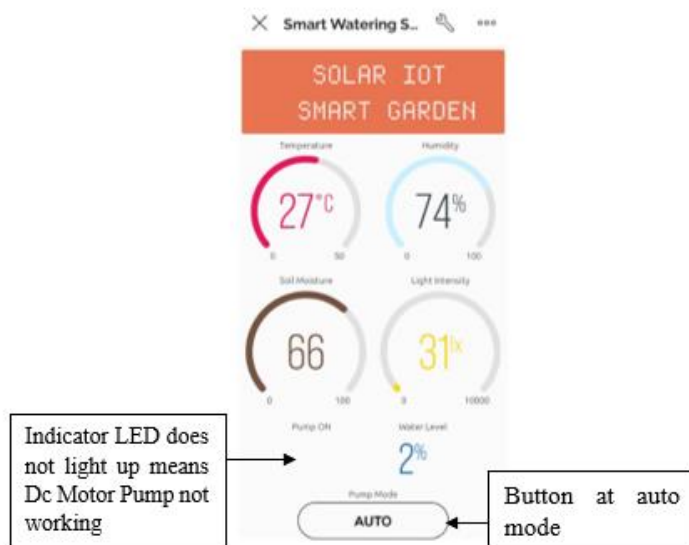 Smart Watering S...
SOLAR IOT
SMART GARDEN
Temperature
Humidity
27°C
74%
0
50
0
100
Soil Moisture
Light Intensity
66
31lx
0
100
0
10000
Pump ON
Water Level
2%
Pump Mode
AUTO
Indicator LED does
not light up means
Dc Motor Pump not
working
Button at auto
mode